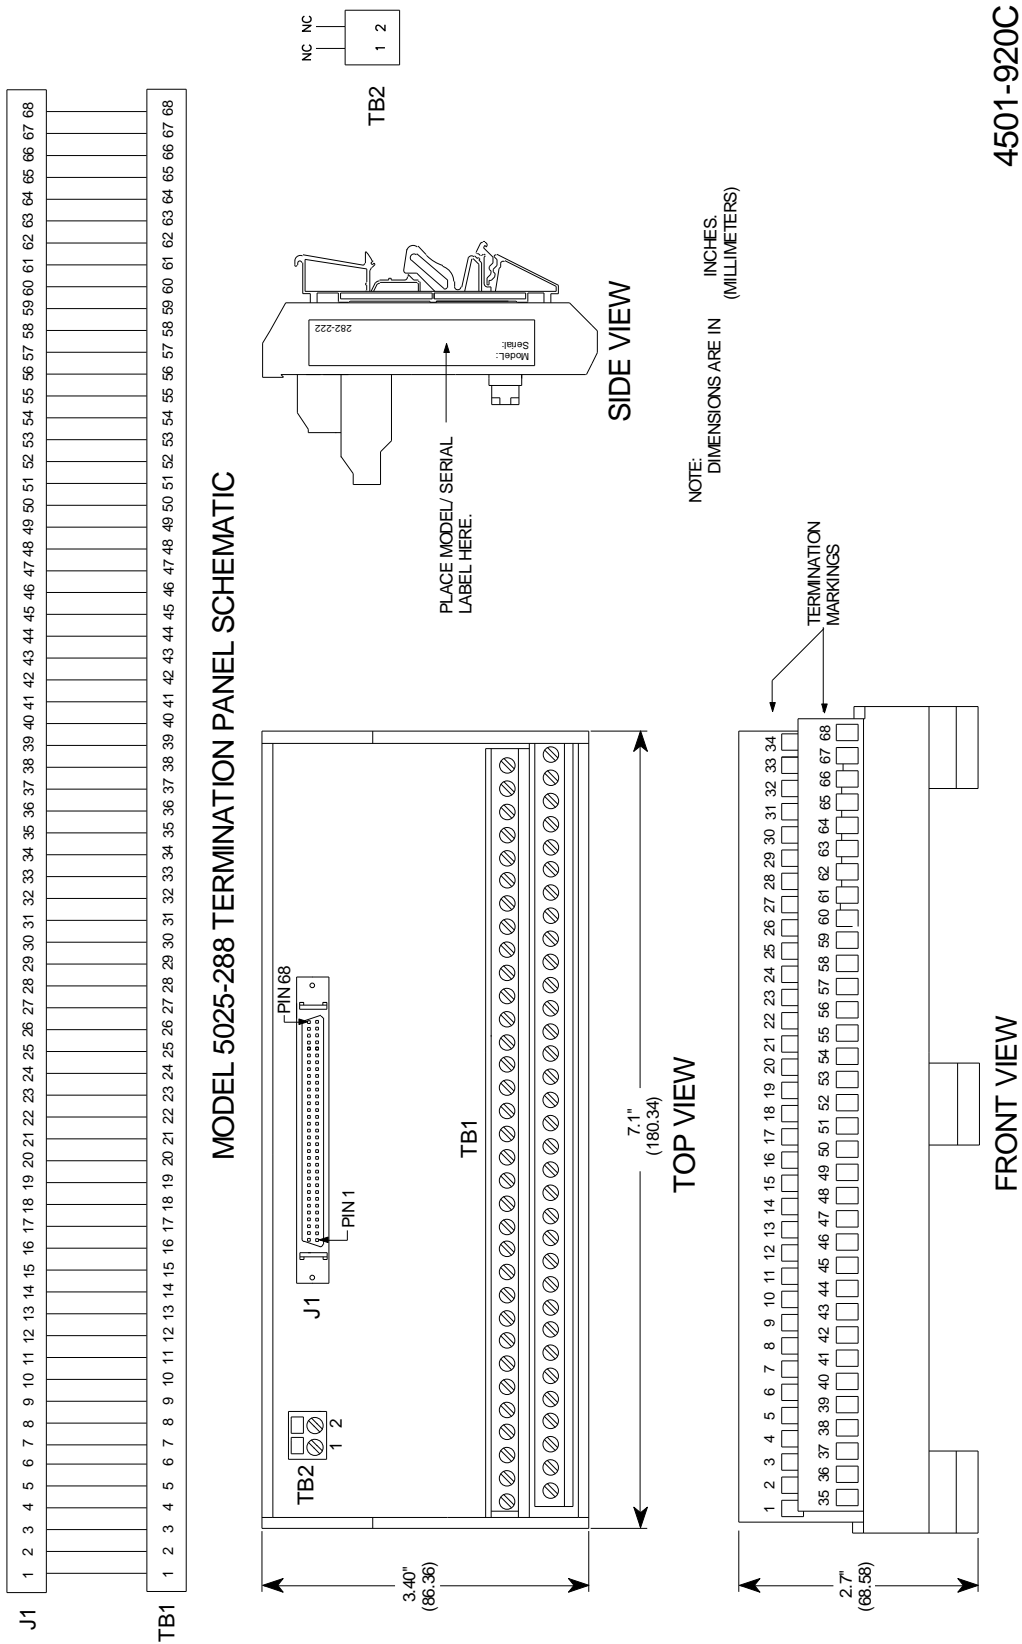 J1
1 2 3 4 5 6 7 8 9 10 11 12 13 14 15 16 17 18 19 20 21 22 23 24 25 26 27 28 29 30 31 32 33 34 35 36 37 38 39 40 41 42 43 44 45 46 47 48 49 50 51 52 53 54 55 56 57 58 59 60 61 62 63 64 65 66 67 68
TB1
1 2 3 4 5 6 7 8 9 10 11 12 13 14 15 16 17 18 19 20 21 22 23 24 25 26 27 28 29 30 31 32 33 34 35 36 37 38 39 40 41 42 43 44 45 46 47 48 49 50 51 52 53 54 55 56 57 58 59 60 61 62 63 64 65 66 67 68
MODEL 5025-288 TERMINATION PANEL SCHEMATIC
NC NC
1 2
TB2
3.40"
(86.36)
TB2
1 2
J1
PIN 1
PIN 68
TB1
7.1"
(180.34)
TOP VIEW
282-222
Serial:
Model.:
PLACE MODEL/ SERIAL
LABEL HERE.
SIDE VIEW
NOTE:
DIMENSIONS ARE IN INCHES.
(MILLIMETERS)
TERMINATION
MARKINGS
1 2 3 4 5 6 7 8 9 10 11 12 13 14 15 16 17 18 19 20 21 22 23 24 25 26 27 28 29 30 31 32 33 34
35 36 37 38 39 40 41 42 43 44 45 46 47 48 49 50 51 52 53 54 55 56 57 58 59 60 61 62 63 64 65 66 67 68
2.7"
(68.58)
FRONT VIEW
4501-920C